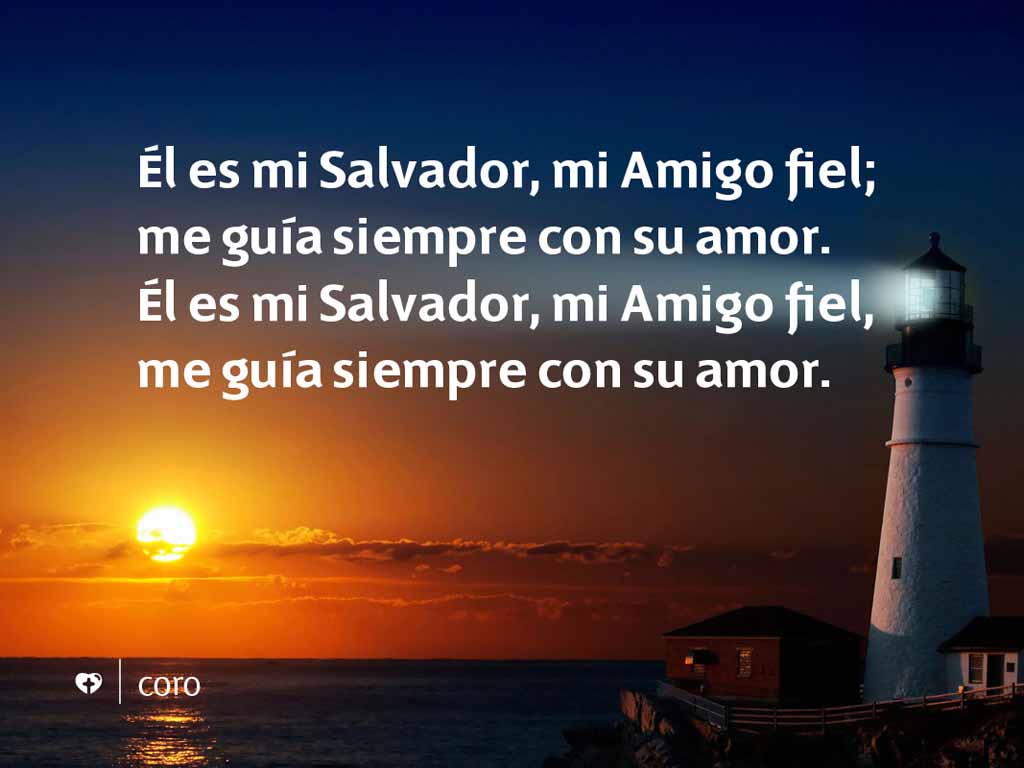 Él es mi Salvador, mi Amigo fiel;
me guía siempre con su amor.
Él es mi Salvador, mi Amigo fiel,
me guía siempre con su amor.
coro